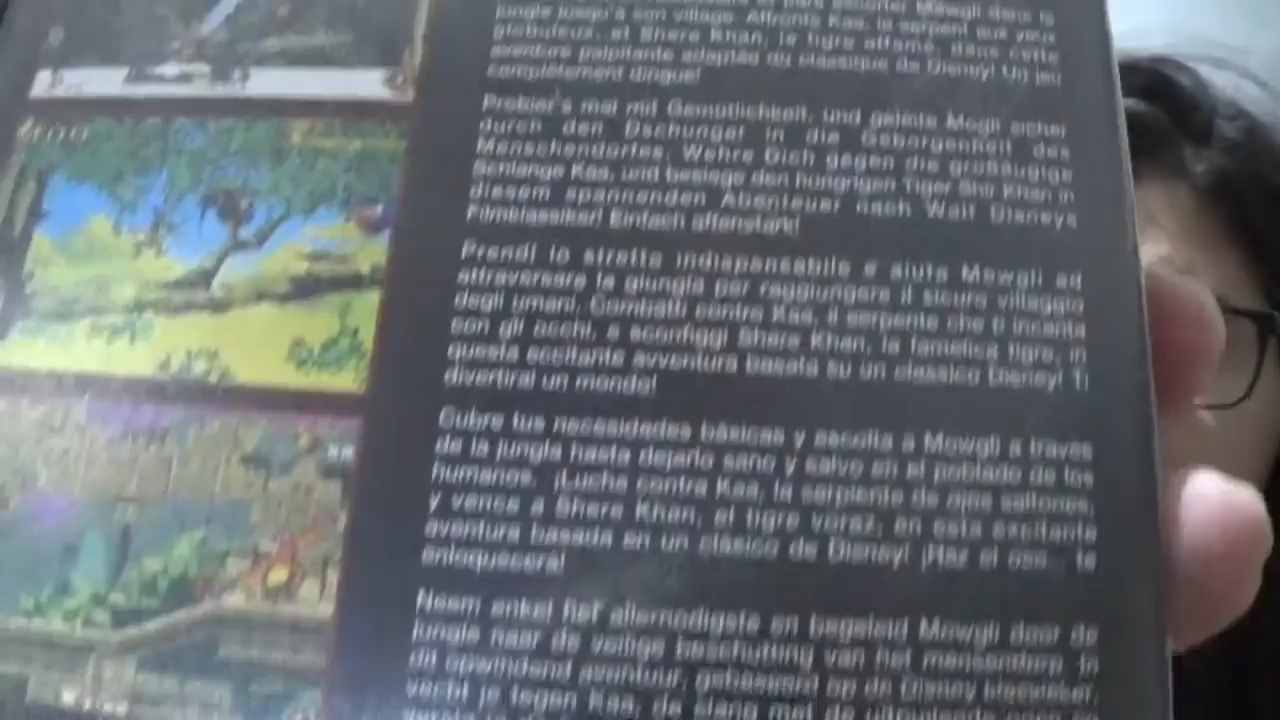 jungle jusqu'à son village. Affronte Kaa, le serpent aux yeux
globuleux, et Shere Khan, le tigre affamé, dans cette
aventure palpitante adaptée du classique de Disney! Un jeu
complètement dingue!
Probier's mal mit Gemütlichkeit, und geleite Mogli sicher
durch den Dschungel in die Geborgenheit des
Menschendorfes. Wehre Dich gegen die großäugige
Schlange Kaa, und besiege den hungrigen Tiger Shir Khan in
diesem spannenden Abenteuer nach Walt Disneys
Filmklassiker! Einfach affenstark!
Prendi lo stretto indispensabile e aiuta Mowgli ad
attraversare la giungla per raggiungere il sicuro villaggio
degli umani. Combatti contro Kaa, il serpente che ti incanta
con gli occhi, e sconfiggi Shere Khan, la famelica tigre, in
questa eccitante avventura basata su un classico Disney! Ti
divertirai un mondo!
Cubre tus necesidades básicas y escolta a Mowgli a través
de la jungla hasta dejarlo sano y salvo en el poblado de los
humanos. ¡Lucha contra Kaa, la serpiente de ojos saltones,
y vence a Shere Khan, el tigre voraz, en esta excitante
aventura basada en un clásico de Disney! ¡Haz el oso... te
enloquecerá!
Neem enkel het allernodigste en begeleid Mowgli door de
jungle naar de veilige beschutting van het mensendorp. In
dit opwindend avontuur, gebaseerd op de Disney klassieker,
vecht je tegen Kaa, de slang met de uitpuilende